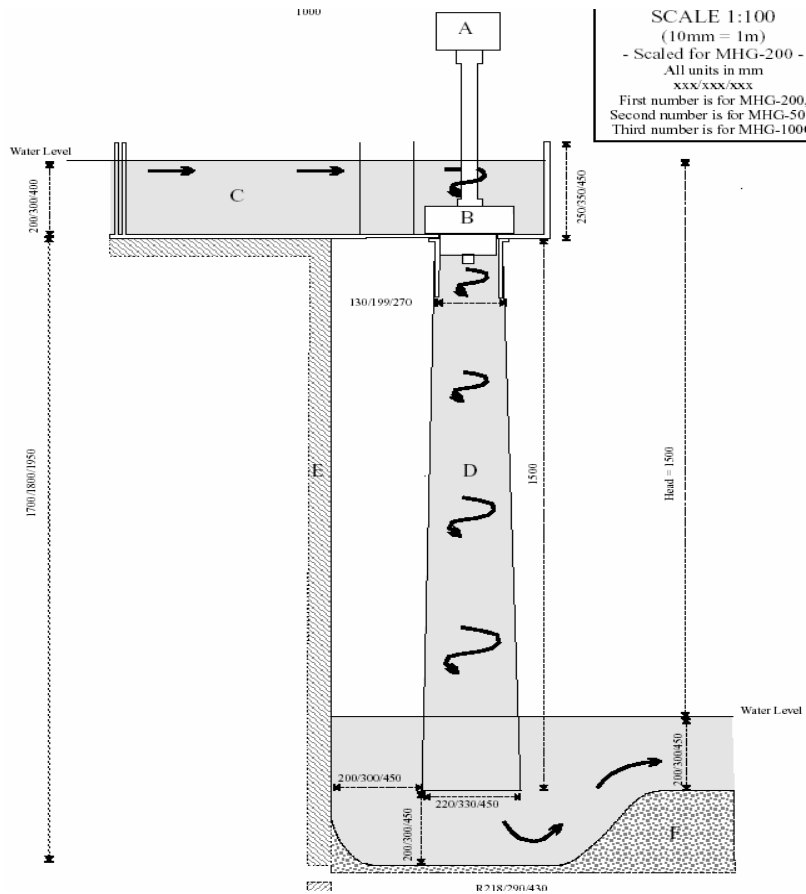 1000
A
SCALE 1:100
(10mm = 1m)
- Scaled for MHG-200 -
All units in mm
xxx/xxx/xxx
First number is for MHG-200,
Second number is for MHG-50
Third number is for MHG-100
Water Level
200/300/400
C
B
250/350/450
130/199/270
1700/1800/1950
E
D
1500
Head = 1500
Water Level
200/300/450
220/330/450
200/300/450
200/300/450
F
R218/290/430